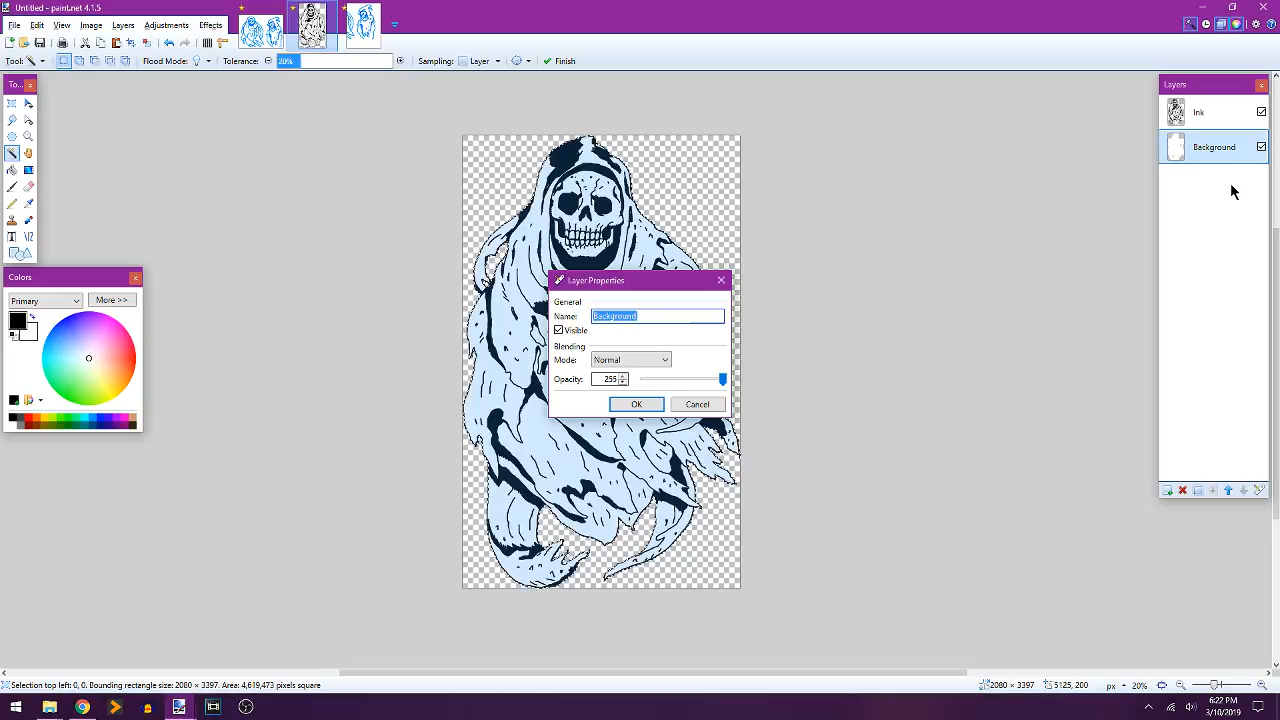 Untitled - paint.net 4.1.5
File Edit View Image Layers Adjustments Effects
Tool: Flood Mode: Tolerance: 20% Sampling: Layer Finish
To...
Layers
Ink
Background
Colors
Primary More >>
Layer Properties
General
Name: Background
Visible
Blending
Mode: Normal
Opacity: 255
OK Cancel
Selection top left: 0, 0. Bounding rectangle size: 2080 × 3397. Area: 4,619,473 pixels square 2080 × 3397 5125, 200 px 20%
6:22 PM
3/10/2019